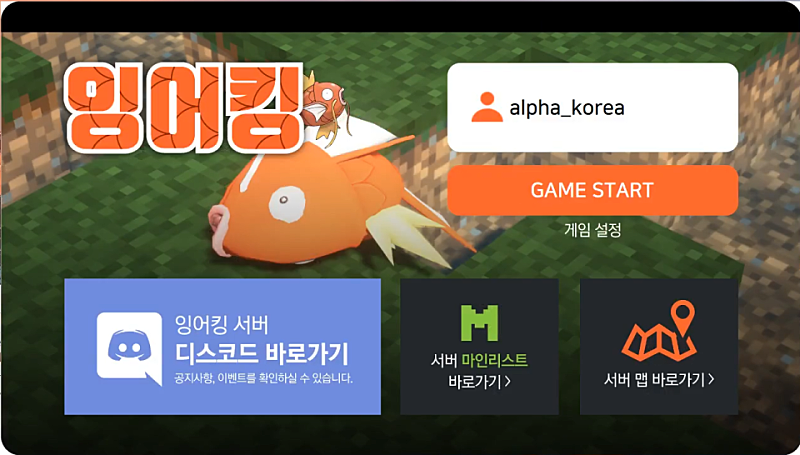 잉어킹
alpha_korea
GAME START
게임 설정
잉어킹 서버
디스코드 바로가기
공지사항, 이벤트를 확인하실 수 있습니다.
서버 마인리스트
바로가기 >
서버 맵 바로가기 >